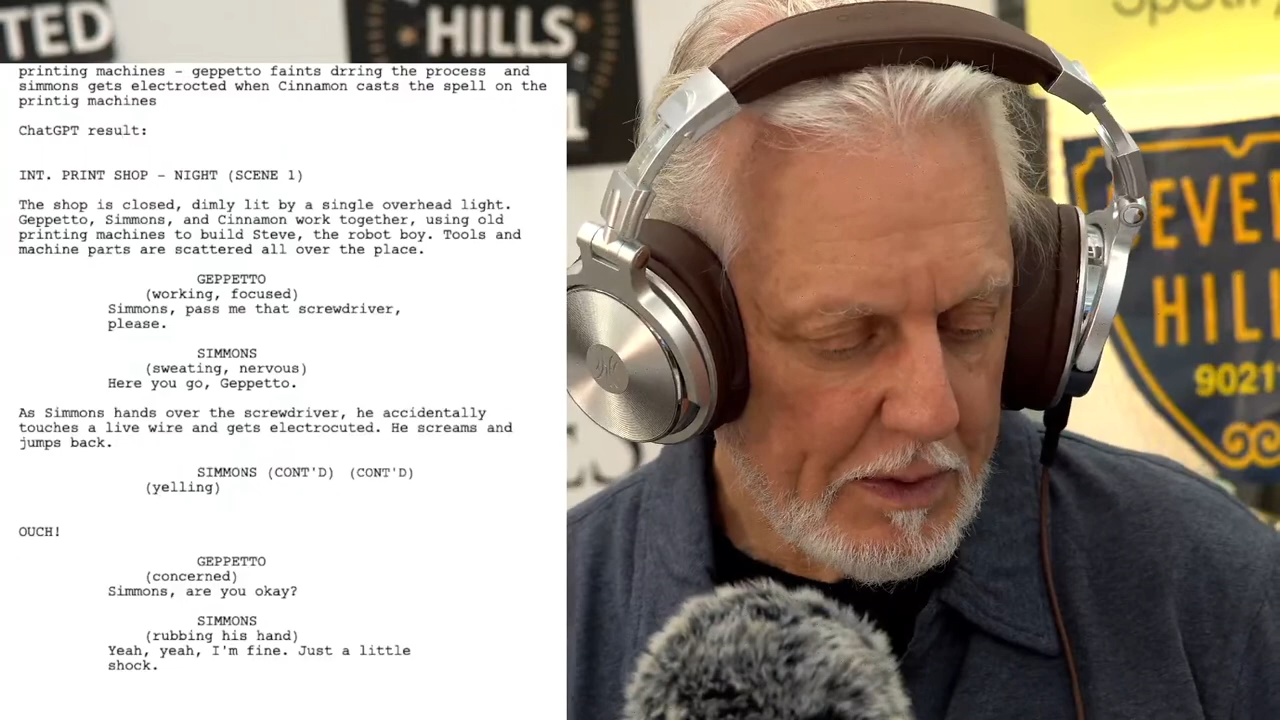 TED
HILLS
1
Spotify
BEVERLY
HILL
9021
printing machines - geppetto faints drring the process  and
simmons gets electrocted when Cinnamon casts the spell on the
printig machines
ChatGPT result:
INT. PRINT SHOP - NIGHT (SCENE 1)
The shop is closed, dimly lit by a single overhead light.
Geppetto, Simmons, and Cinnamon work together, using old
printing machines to build Steve, the robot boy. Tools and
machine parts are scattered all over the place.
GEPPETTO
(working, focused)
Simmons, pass me that screwdriver,
please.
SIMMONS
(sweating, nervous)
Here you go, Geppetto.
As Simmons hands over the screwdriver, he accidentally
touches a live wire and gets electrocuted. He screams and
jumps back.
SIMMONS (CONT'D)  (CONT'D)
(yelling)
OUCH!
GEPPETTO
(concerned)
Simmons, are you okay?
SIMMONS
(rubbing his hand)
Yeah, yeah, I'm fine. Just a little
shock.